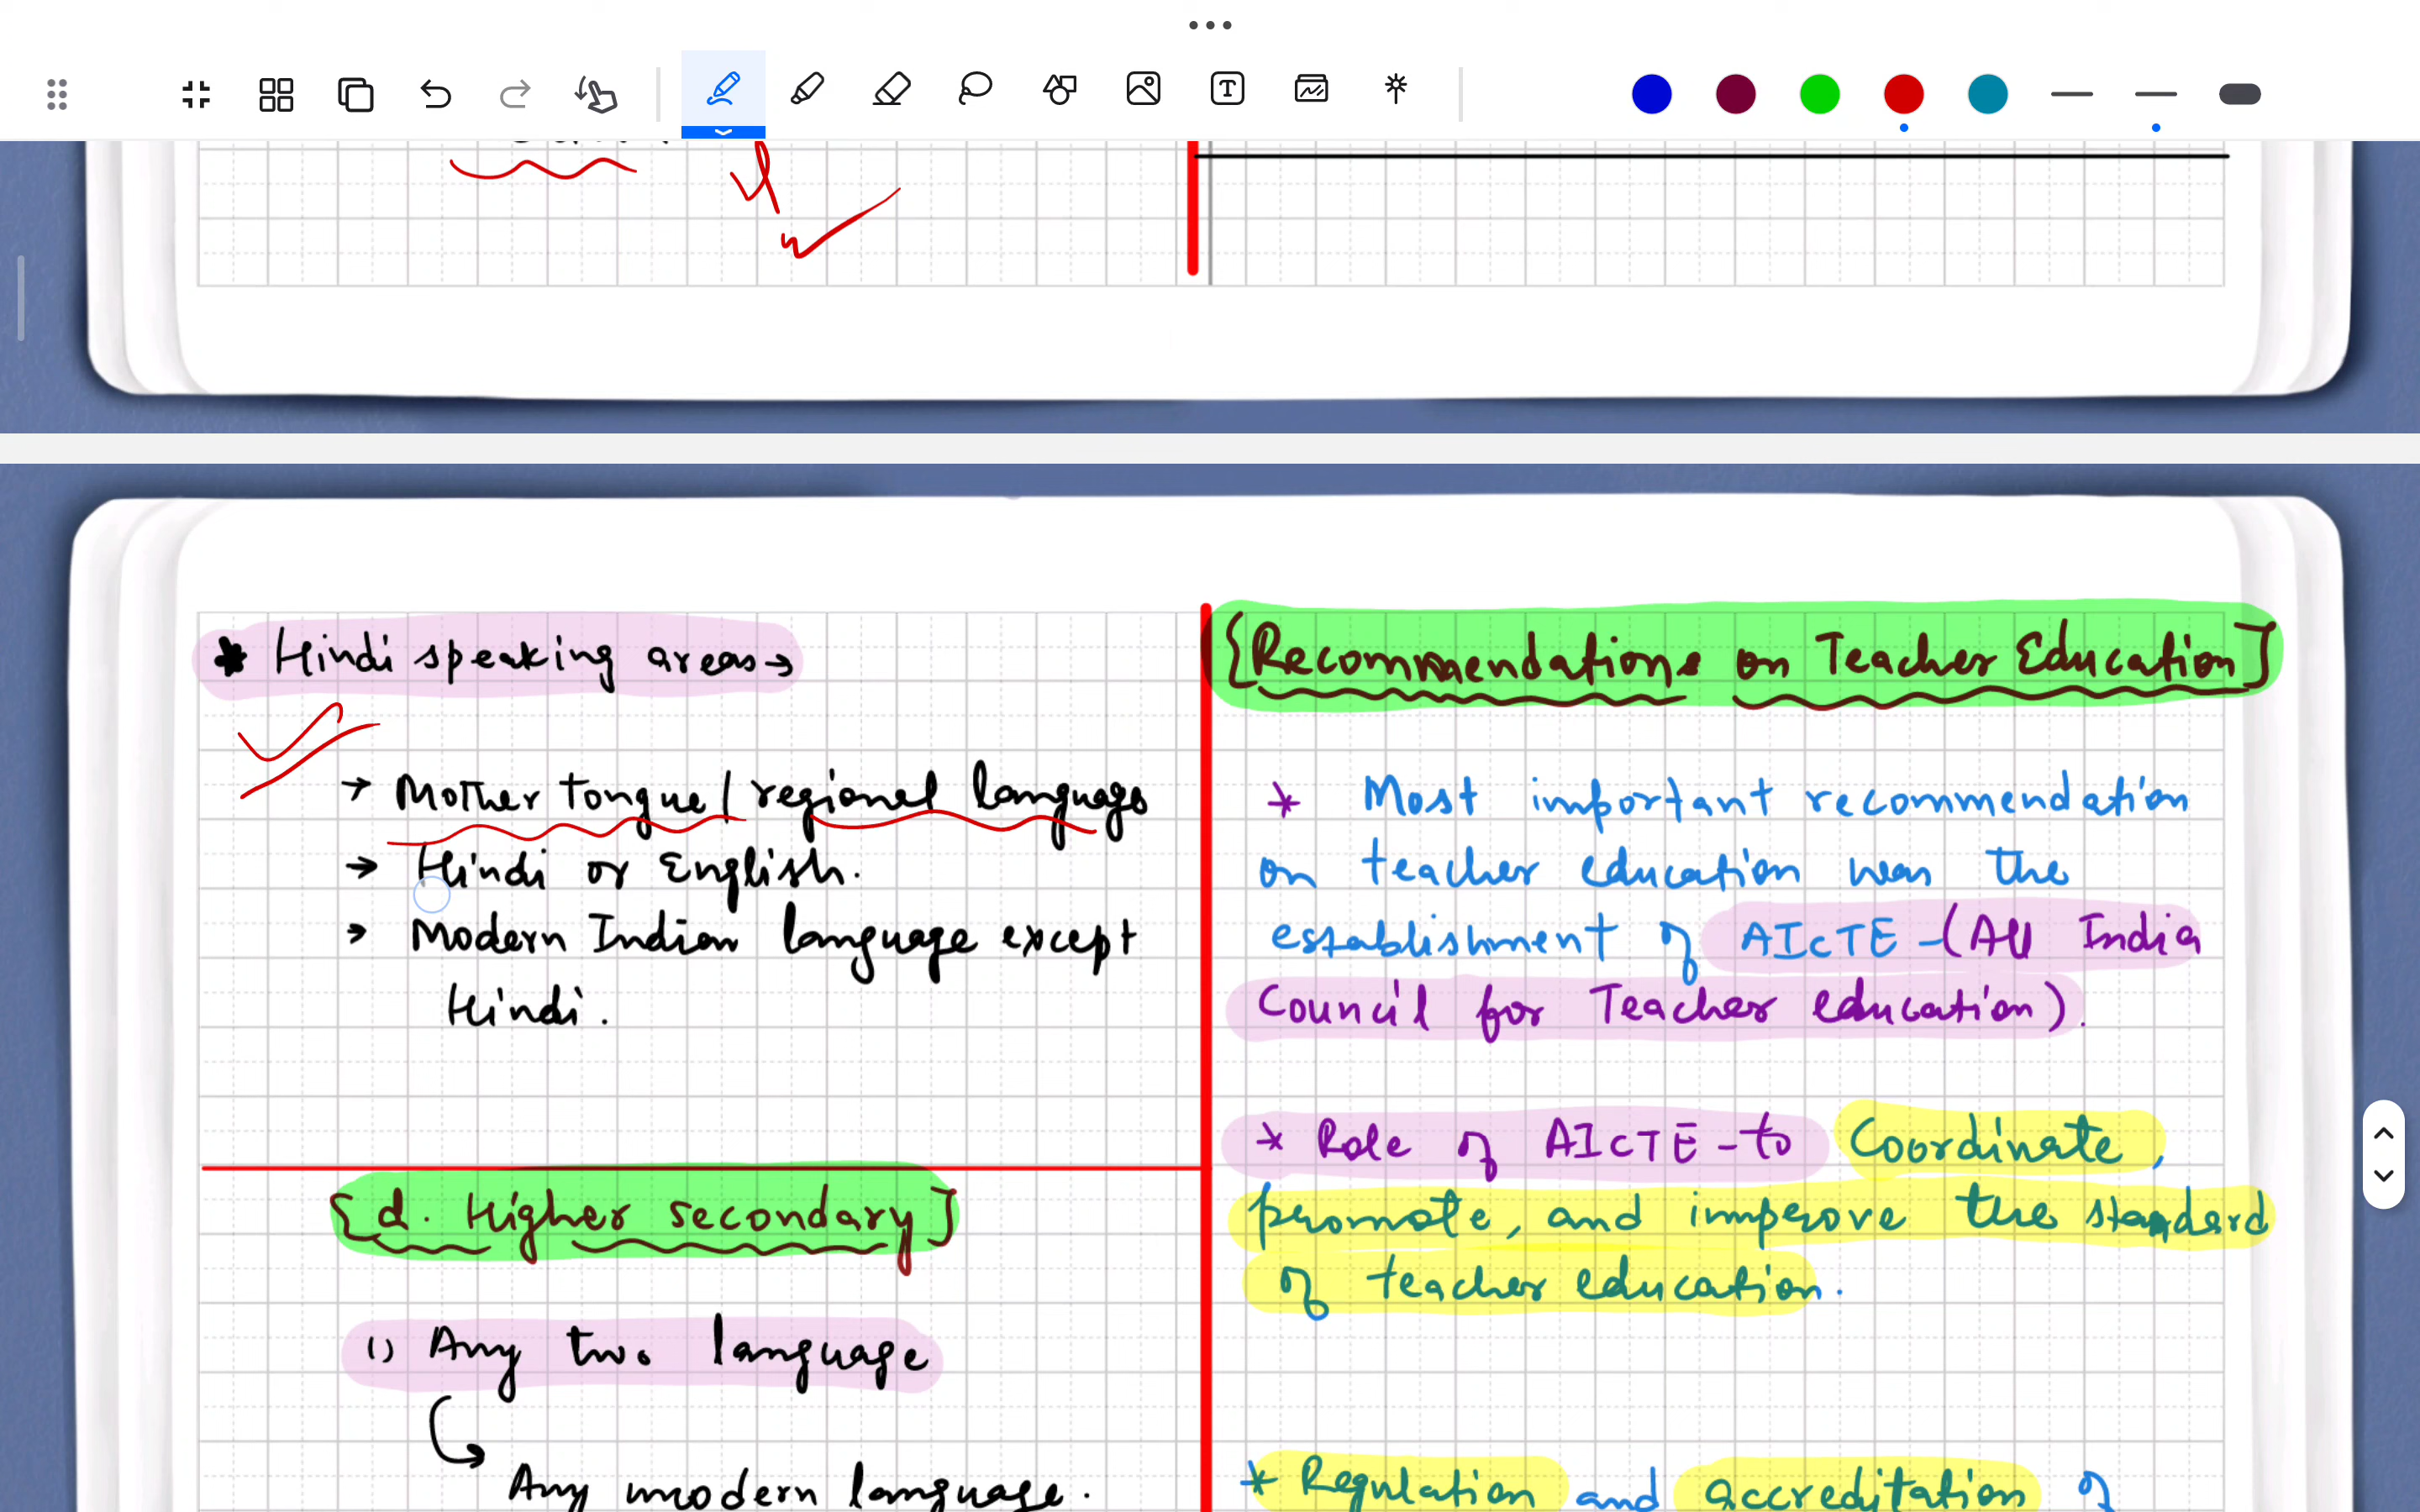 * Hindi speaking areas →
→ Mother tongue / regional language
→ Hindi or English.
→ Modern Indian language except
Hindi.
{d. Higher secondary]
1) Any two language
Any modern language.
{Recommendations on Teacher Education]
* Most important recommendation
on teacher education was the
establishment of AICTE - (All India
Council for Teacher education).
* Role of AICTE - to Coordinate,
promote, and improve the standard
of teacher education.
* Regulation and accreditation of